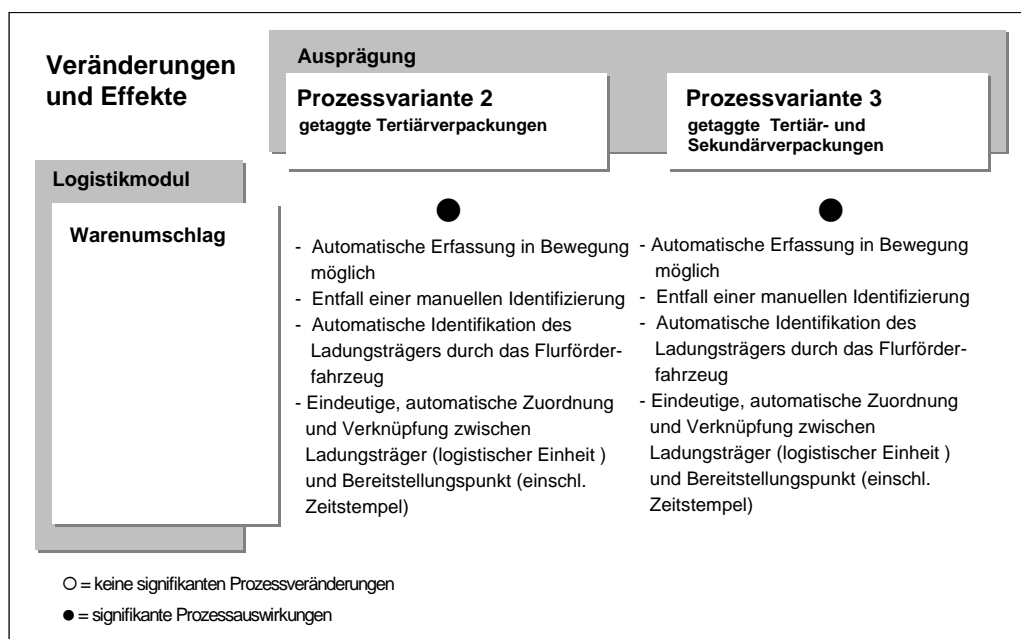 Veränderungen
und Effekte
Ausprägung
Prozessvariante 2
getaggte Tertiärverpackungen
Prozessvariante 3
getaggte Tertiär- und
Sekundärverpackungen
Logistikmodul
Warenumschlag
- Automatische Erfassung in Bewegung
möglich
- Entfall einer manuellen Identifizierung
- Automatische Identifikation des
Ladungsträgers durch das Flurförder-
fahrzeug
- Eindeutige, automatische Zuordnung
und Verknüpfung zwischen
Ladungsträger (logistischer Einheit )
und Bereitstellungspunkt (einschl.
Zeitstempel)
- Automatische Erfassung in Bewegung
möglich
- Entfall einer manuellen Identifizierung
- Automatische Identifikation des
Ladungsträgers durch das Flurförder-
fahrzeug
- Eindeutige, automatische Zuordnung
und Verknüpfung zwischen
Ladungsträger (logistischer Einheit )
und Bereitstellungspunkt (einschl.
Zeitstempel)
○ = keine signifikanten Prozessveränderungen
● = signifikante Prozessauswirkungen